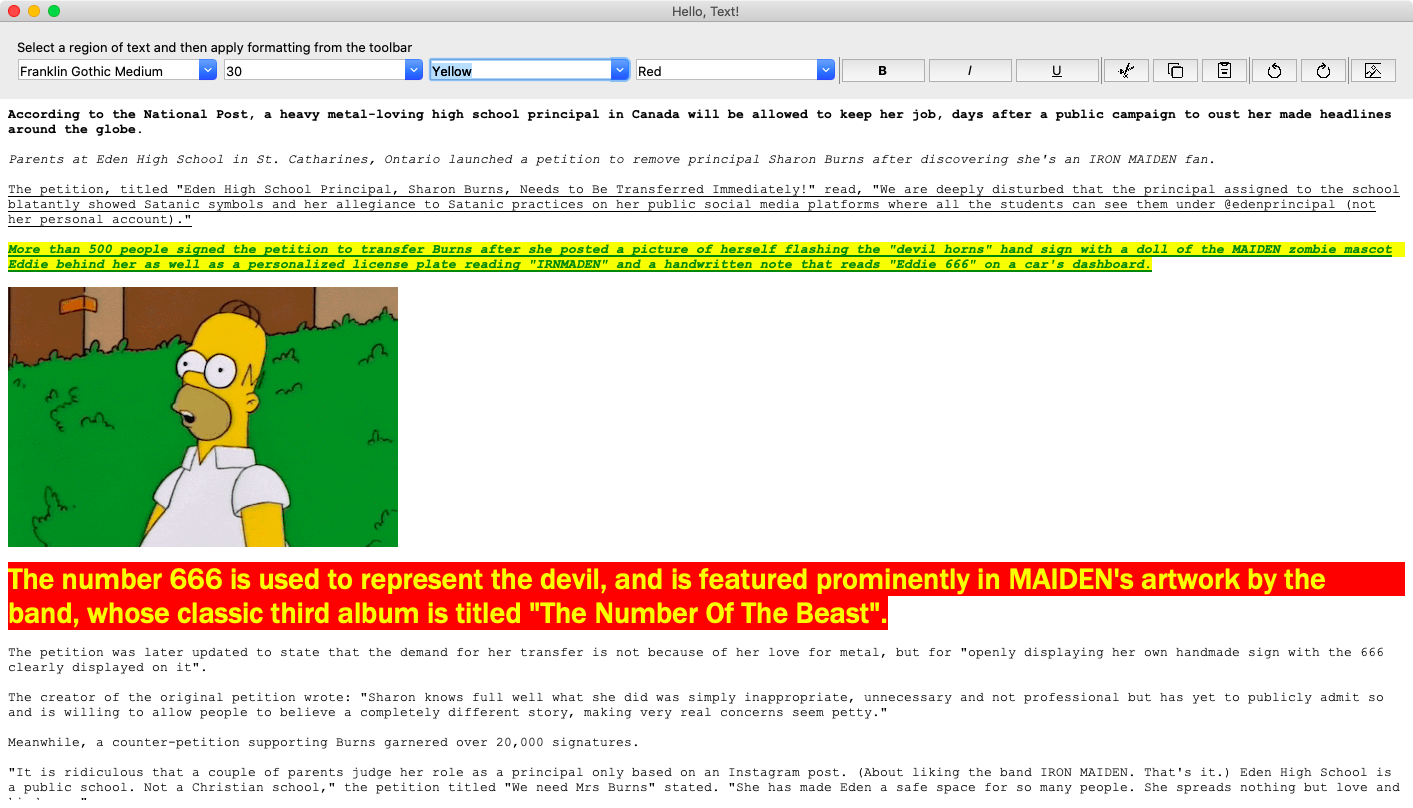 Hello, Text!
Select a region of text and then apply formatting from the toolbar
Franklin Gothic Medium 30 Yellow Red B I U
According to the National Post, a heavy metal-loving high school principal in Canada will be allowed to keep her job, days after a public campaign to oust her made headlines
around the globe.
Parents at Eden High School in St. Catharines, Ontario launched a petition to remove principal Sharon Burns after discovering she's an IRON MAIDEN fan.
The petition, titled "Eden High School Principal, Sharon Burns, Needs to Be Transferred Immediately!" read, "We are deeply disturbed that the principal assigned to the school
blatantly showed Satanic symbols and her allegiance to Satanic practices on her public social media platforms where all the students can see them under @edenprincipal (not
her personal account)."
More than 500 people signed the petition to transfer Burns after she posted a picture of herself flashing the "devil horns" hand sign with a doll of the MAIDEN zombie mascot
Eddie behind her as well as a personalized license plate reading "IRNMADEN" and a handwritten note that reads "Eddie 666" on a car's dashboard.
The number 666 is used to represent the devil, and is featured prominently in MAIDEN's artwork by the
band, whose classic third album is titled "The Number Of The Beast".
The petition was later updated to state that the demand for her transfer is not because of her love for metal, but for "openly displaying her own handmade sign with the 666
clearly displayed on it".
The creator of the original petition wrote: "Sharon knows full well what she did was simply inappropriate, unnecessary and not professional but has yet to publicly admit so
and is willing to allow people to believe a completely different story, making very real concerns seem petty."
Meanwhile, a counter-petition supporting Burns garnered over 20,000 signatures.
"It is ridiculous that a couple of parents judge her role as a principal only based on an Instagram post. (About liking the band IRON MAIDEN. That's it.) Eden High School is
a public school. Not a Christian school," the petition titled "We need Mrs Burns" stated. "She has made Eden a safe space for so many people. She spreads nothing but love and